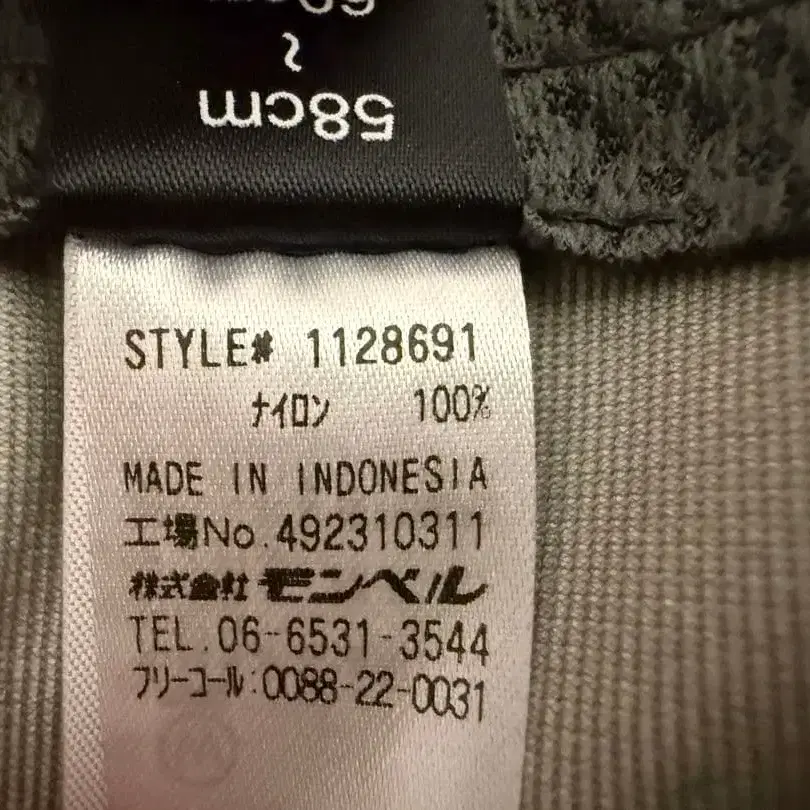 58cm
~
STYLE# 1128691
ナイロン 100%
MADE IN INDONESIA
工場No.492310311
株式会社 モンベル
TEL.06-6531-3544
フリーコール:0088-22-0031